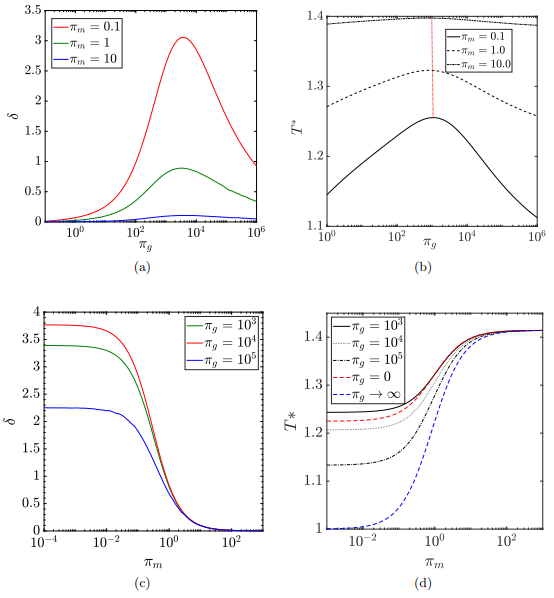 3.5
3
2.5
2
1.5
1
0.5
0
δ
π_m = 0.1
π_m = 1
π_m = 10
10^0 10^2 10^4 10^6
π_g
(a)
1.4
1.3
1.2
1.1
T*
π_m = 0.1
π_m = 1.0
π_m = 10.0
10^0 10^2 10^4 10^6
π_g
(b)
4
3.5
3
2.5
2
1.5
1
0.5
0
δ
π_g = 10^3
π_g = 10^4
π_g = 10^5
10^-4 10^-2 10^0 10^2
π_m
(c)
1.4
1.3
1.2
1.1
1
T*
π_g = 10^3
π_g = 10^4
π_g = 10^5
π_g = 0
π_g → ∞
10^-2 10^0 10^2
π_m
(d)